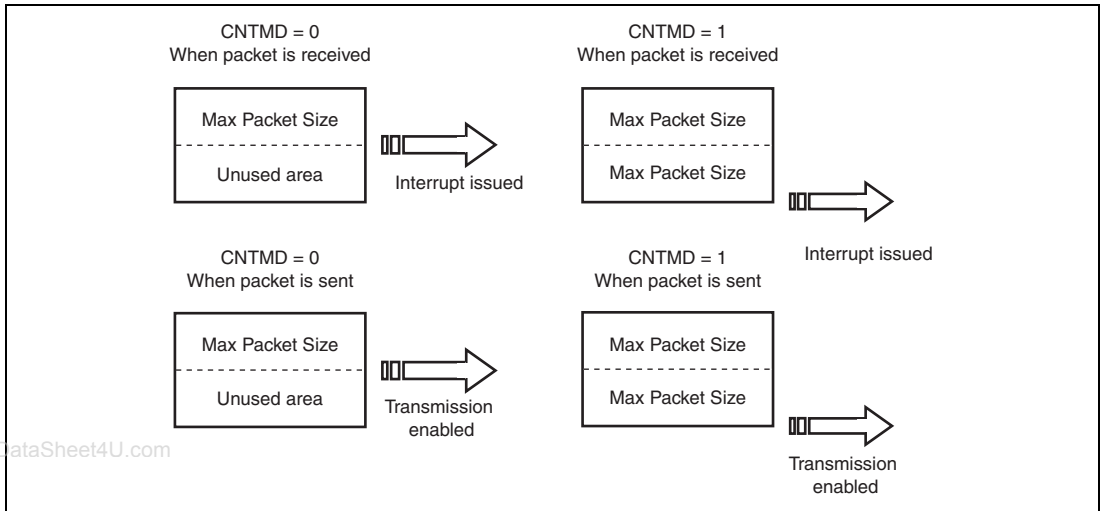 CNTMD = 0
When packet is received
Max Packet Size
Unused area
Interrupt issued
CNTMD = 1
When packet is received
Max Packet Size
Max Packet Size
Interrupt issued
CNTMD = 0
When packet is sent
Max Packet Size
Unused area
Transmission
enabled
CNTMD = 1
When packet is sent
Max Packet Size
Max Packet Size
Transmission
enabled
DataSheet4U.com